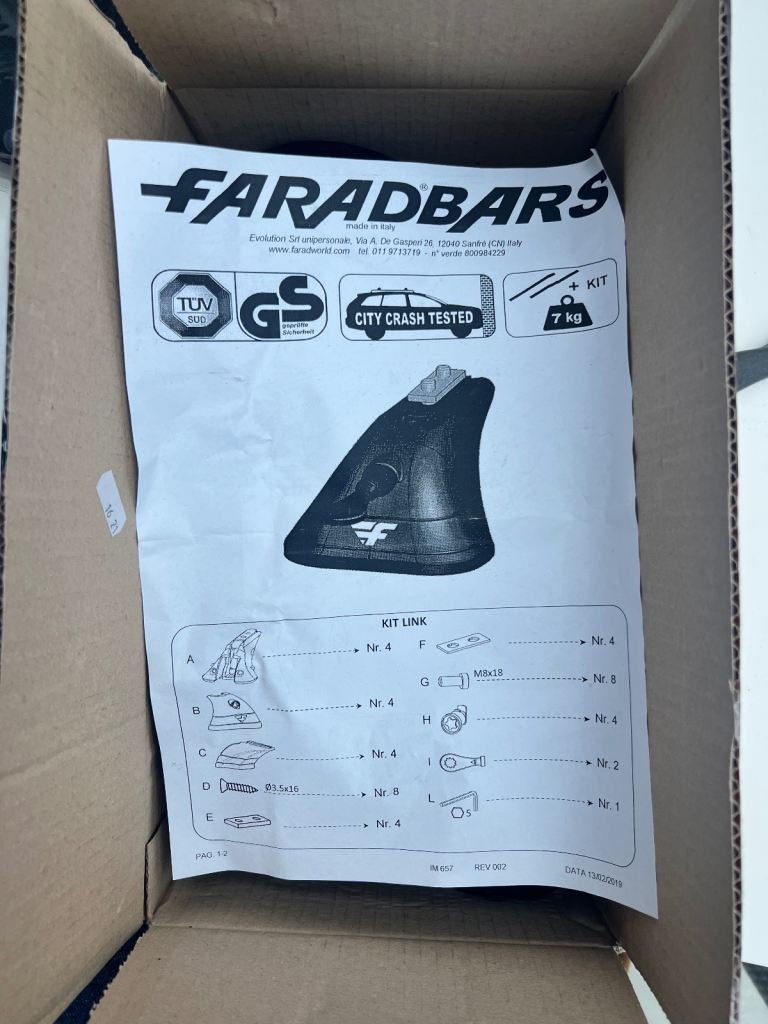 FARADBARS®
made in italy
Evolution Srl unipersonale, Via A. De Gasperi 26, 12040 Sanfrè (CN) Italy
www.faradworld.com tel. 011 9713719 - n° verde 800984229
TÜV
SÜD
GS
geprüfte
Sicherheit
CITY CRASH TESTED
+ KIT
7 kg
KIT LINK
A Nr. 4
B Nr. 4
C Nr. 4
D Ø3.5x16 Nr. 8
E Nr. 4
F Nr. 4
G M8x18 Nr. 8
H Nr. 4
I Nr. 2
L 5 Nr. 1
PAG. 1-2 IM 657 REV 002 DATA 13/02/2019